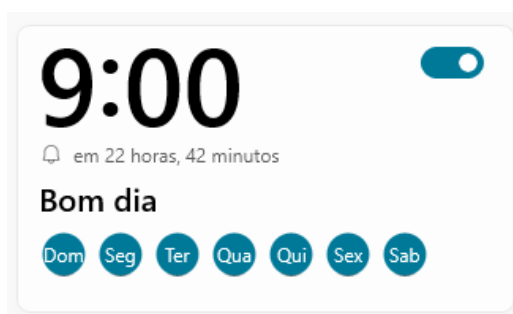 9:00
em 22 horas, 42 minutos
Bom dia
Dom Seg Ter Qua Qui Sex Sab